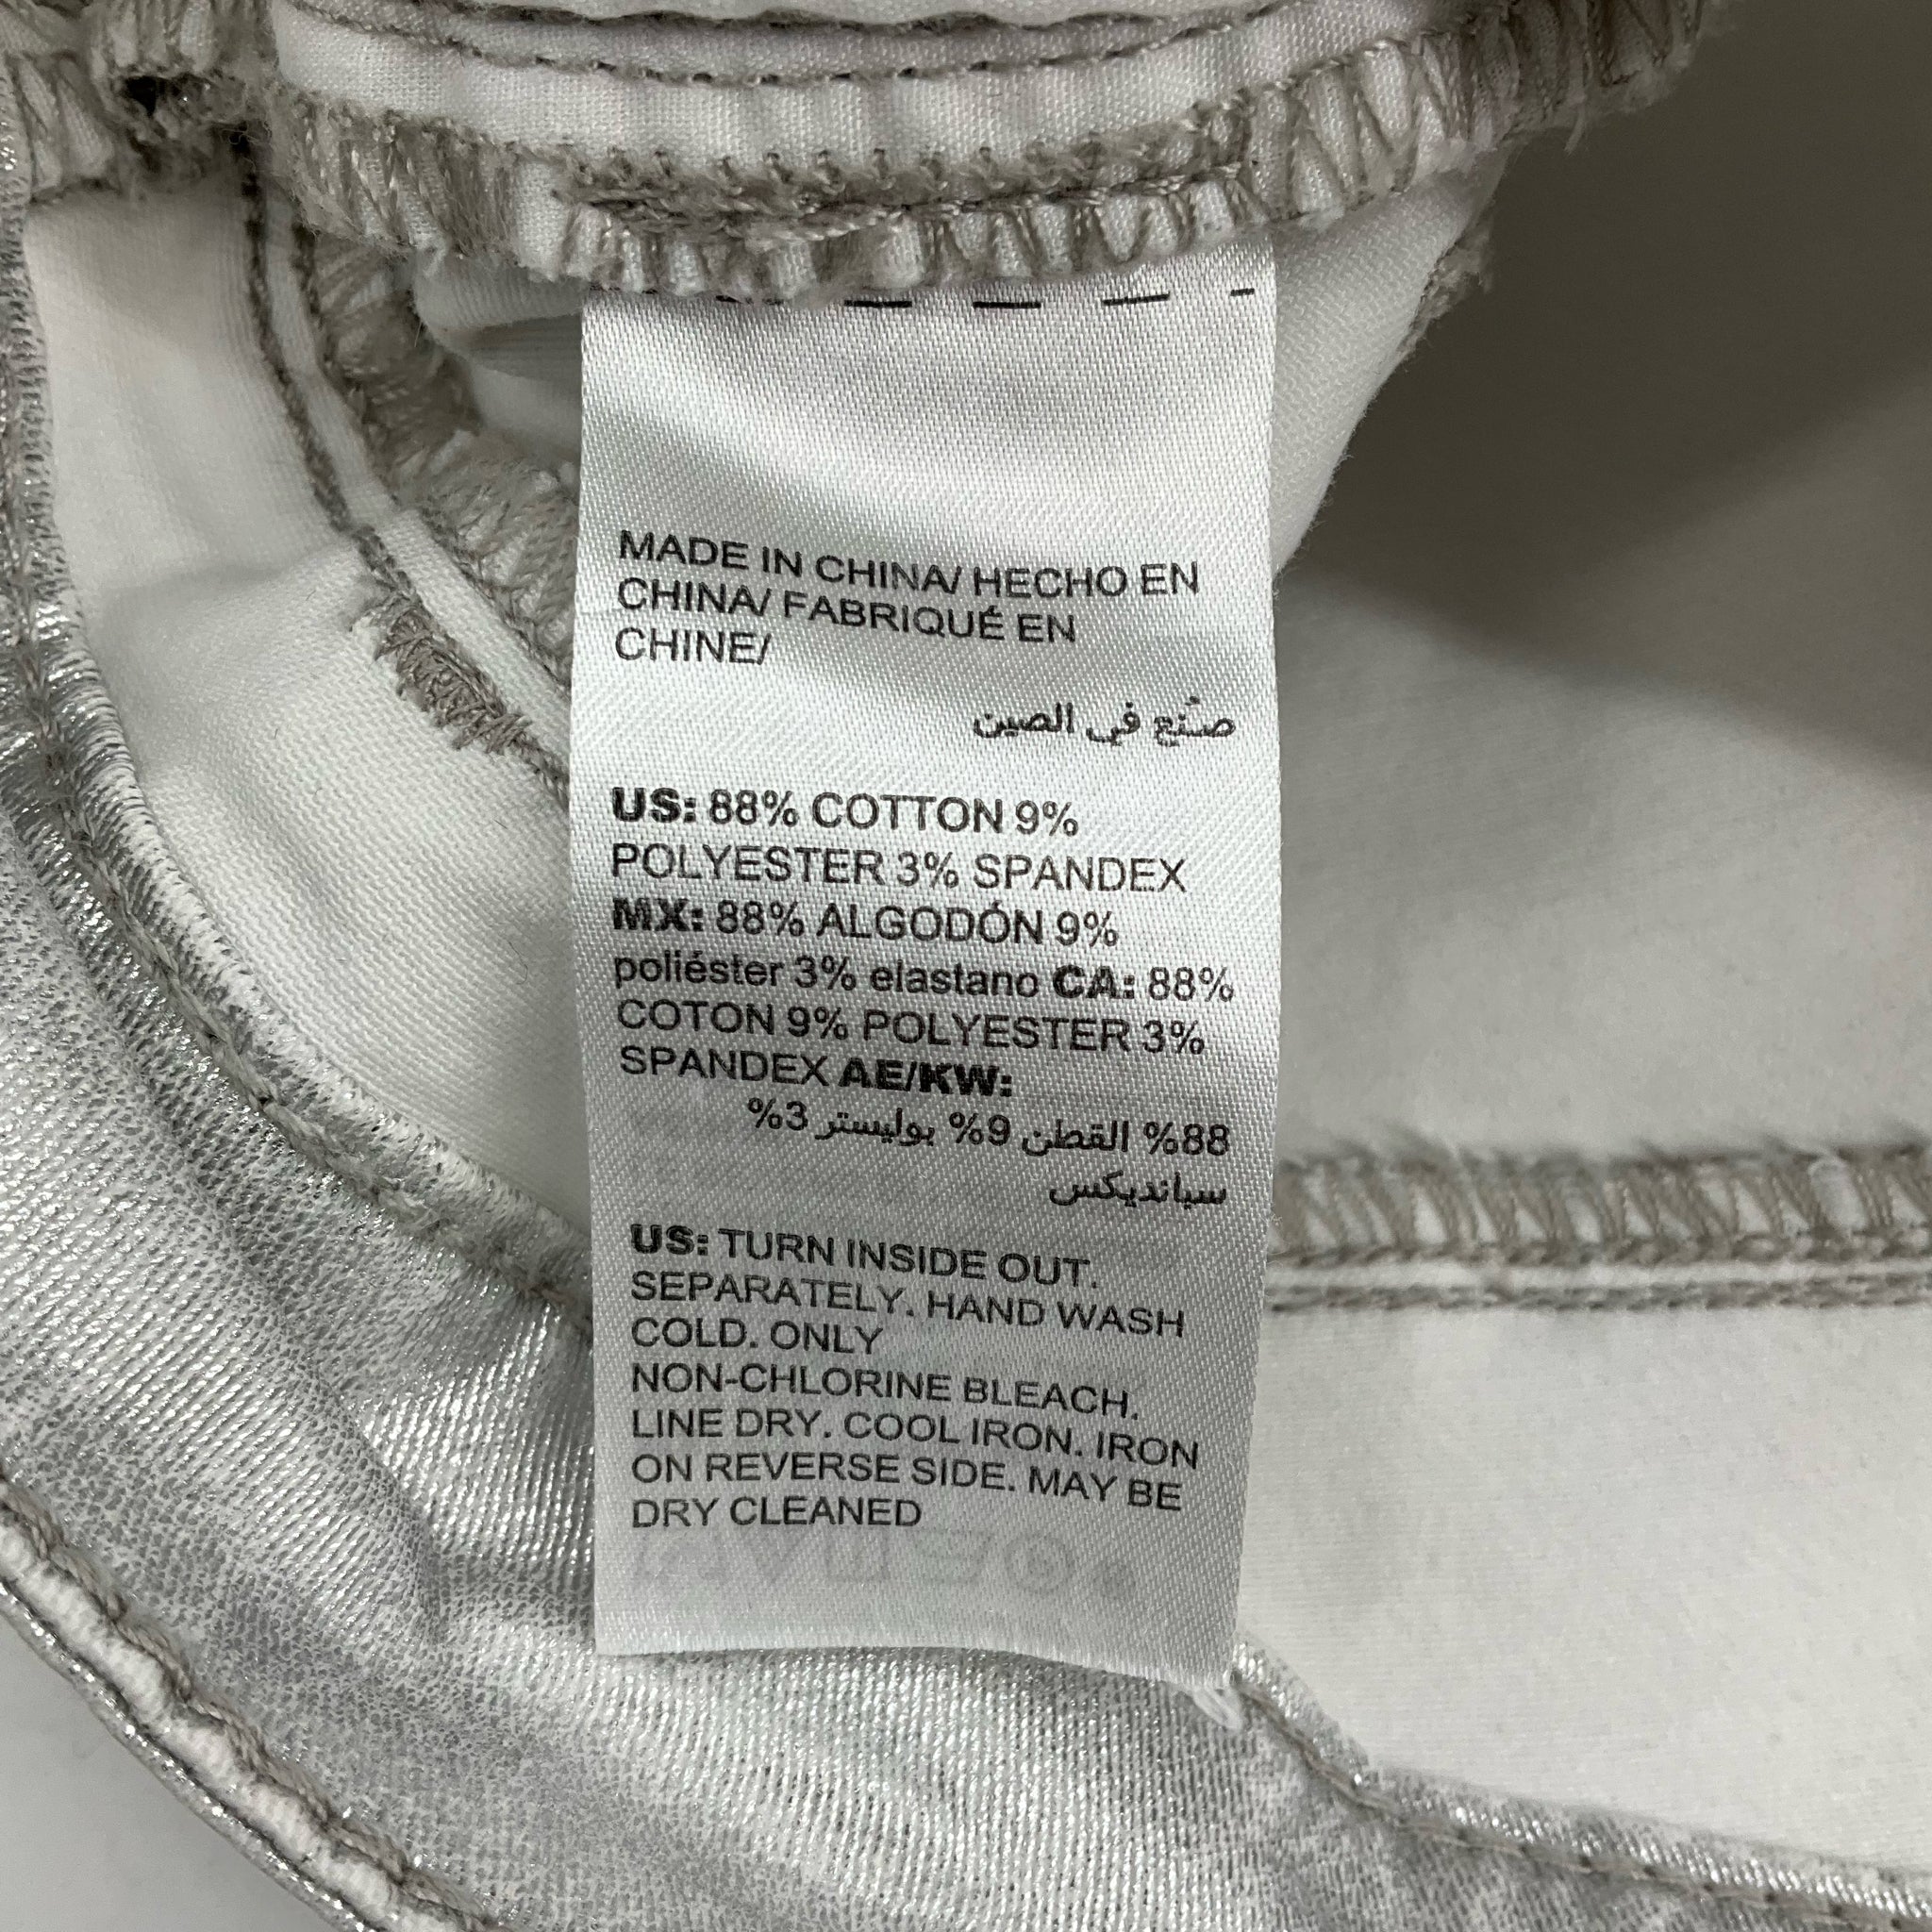 MADE IN CHINA/ HECHO EN
CHINA/ FABRIQUÉ EN
CHINE/
صُنع في الصين
US: 88% COTTON 9%
POLYESTER 3% SPANDEX
MX: 88% ALGODÓN 9%
poliéster 3% elastano CA: 88%
COTON 9% POLYESTER 3%
SPANDEX AE/KW:
88% القطن 9% بوليستر 3%
سبانديكس
US: TURN INSIDE OUT.
SEPARATELY. HAND WASH
COLD. ONLY
NON-CHLORINE BLEACH.
LINE DRY. COOL IRON. IRON
ON REVERSE SIDE. MAY BE
DRY CLEANED